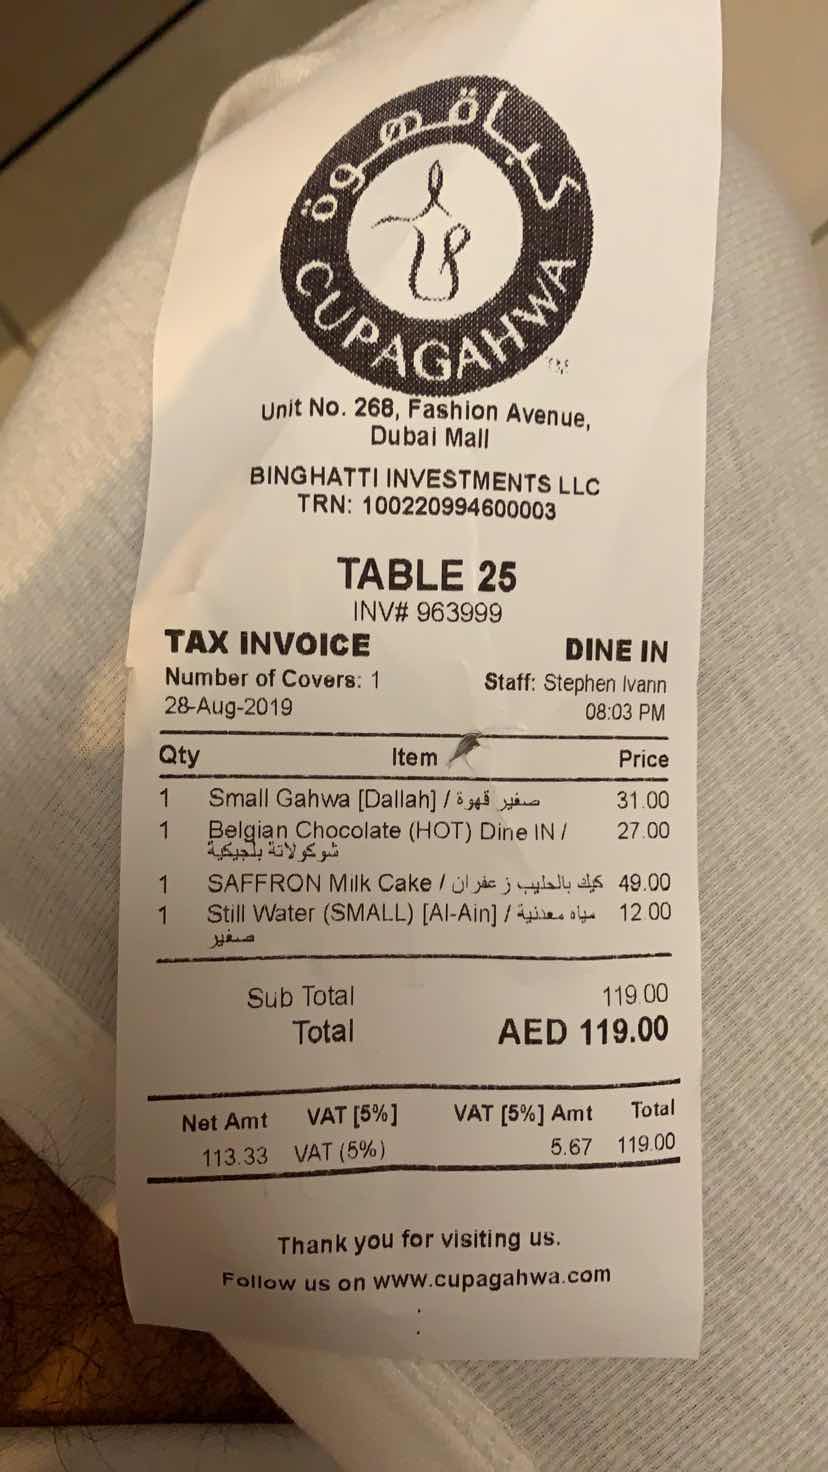 كباقهوة
CUPAGAHWA
TM
Unit No. 268, Fashion Avenue,
Dubai Mall
BINGHATTI INVESTMENTS LLC
TRN: 100220994600003
TABLE 25
INV# 963999
TAX INVOICE DINE IN
Number of Covers: 1 Staff: Stephen Ivann
28-Aug-2019 08:03 PM
Qty Item Price
1 Small Gahwa [Dallah] / صغير قهوة 31.00
1 Belgian Chocolate (HOT) Dine IN / 27.00
شوكولاتة بلجيكية
1 SAFFRON Milk Cake / كيك بالحليب زعفران 49.00
1 Still Water (SMALL) [Al-Ain] / مياه معدنية 12.00
صغير
Sub Total 119.00
Total AED 119.00
Net Amt VAT [5%] VAT [5%] Amt Total
113.33 VAT (5%) 5.67 119.00
Thank you for visiting us.
Follow us on www.cupagahwa.com